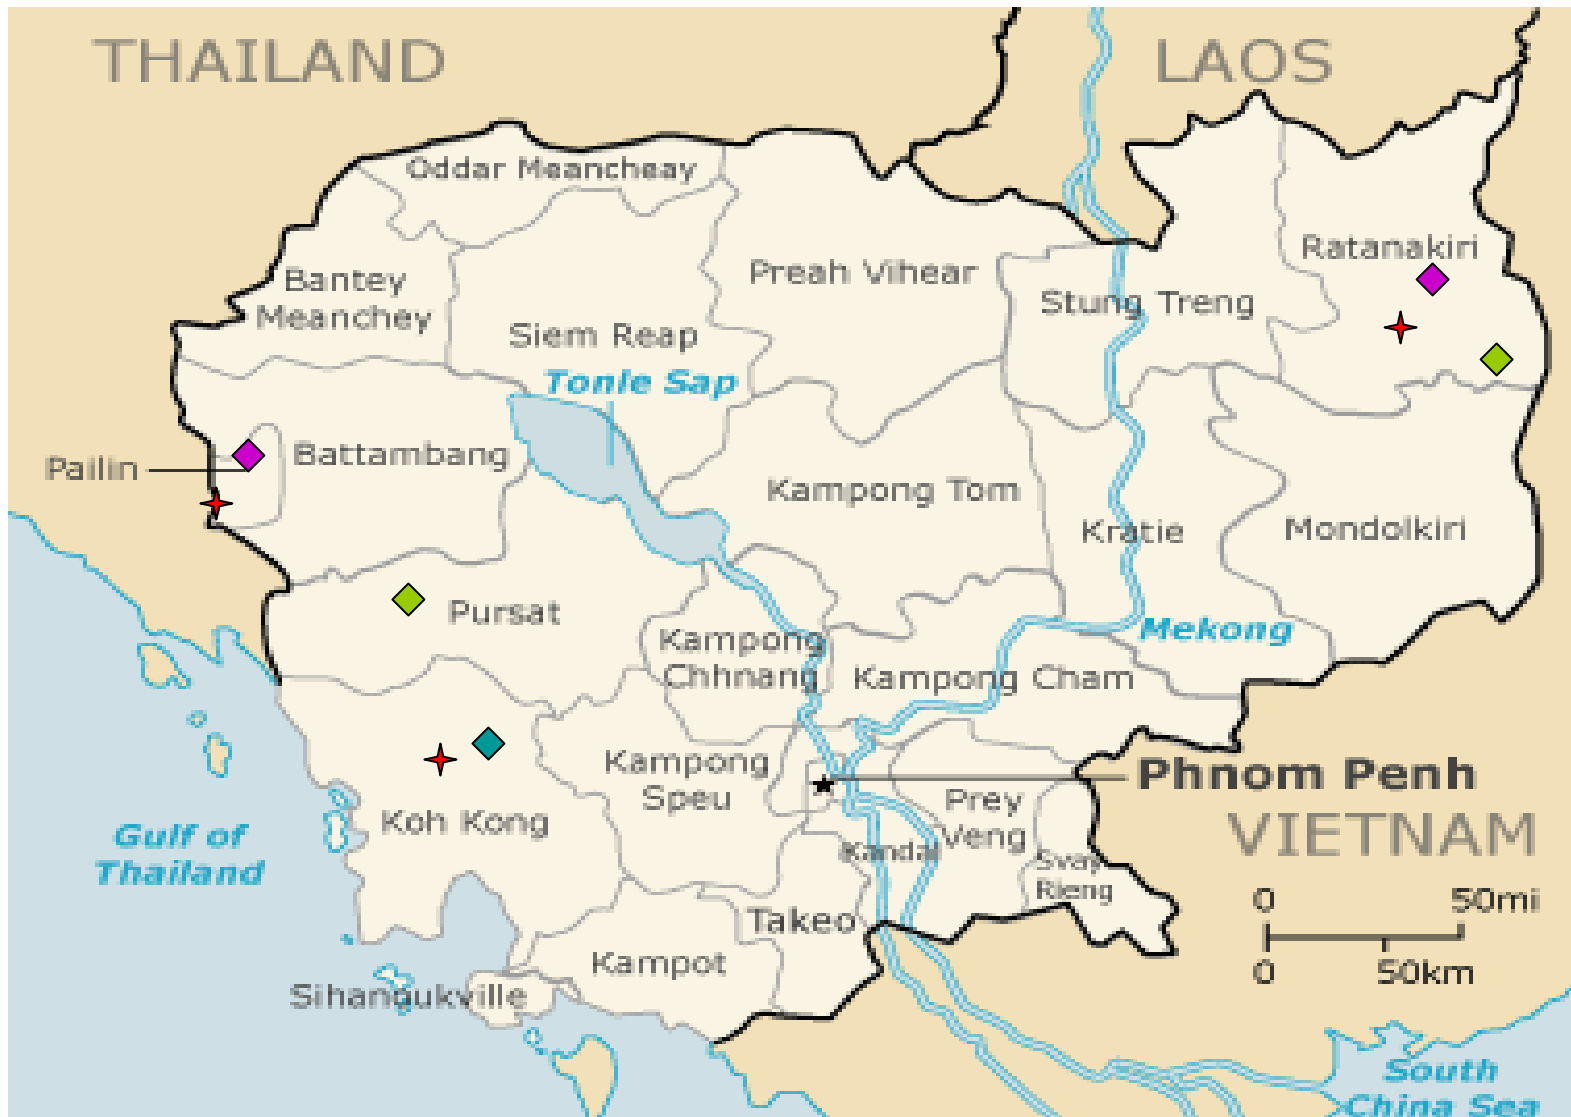 THAILAND
LAOS
Oddar Meancheay
Ratanakiri
Bantey
Meanchey
Preah Vihear
Stung Treng
Siem Reap
Tonle Sap
Pailin
Battambang
Kampong Tom
Kratie
Mondolkiri
Pursat
Kampong
Chhnang
Mekong
Kampong Cham
Kampong
Speu
Phnom Penh
Prey
Veng
Koh Kong
Gulf of
Thailand
VIETNAM
Kandal
Svay
Rieng
Takeo
0 50mi
0 50km
Kampot
Sihanoukville
South
China Sea